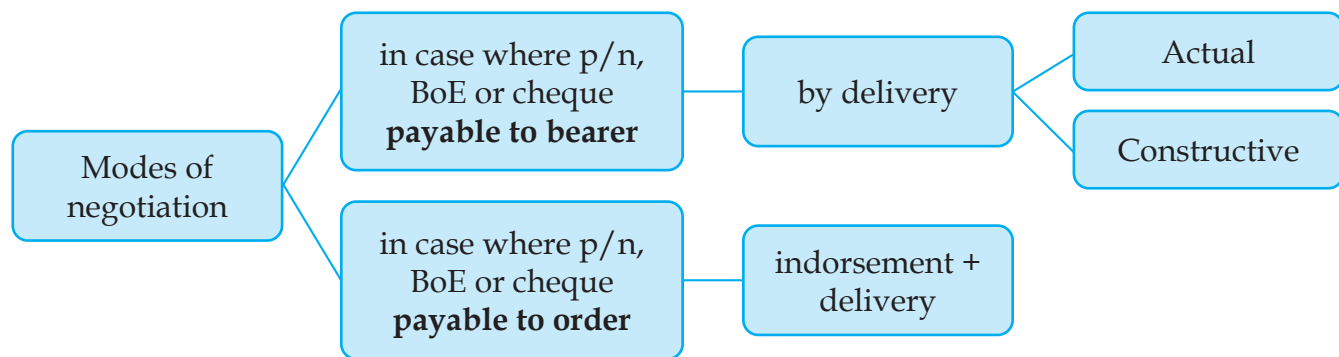 Modes of
negotiation
in case where p/n,
BoE or cheque
payable to bearer
by delivery
Actual
Constructive
in case where p/n,
BoE or cheque
payable to order
indorsement +
delivery